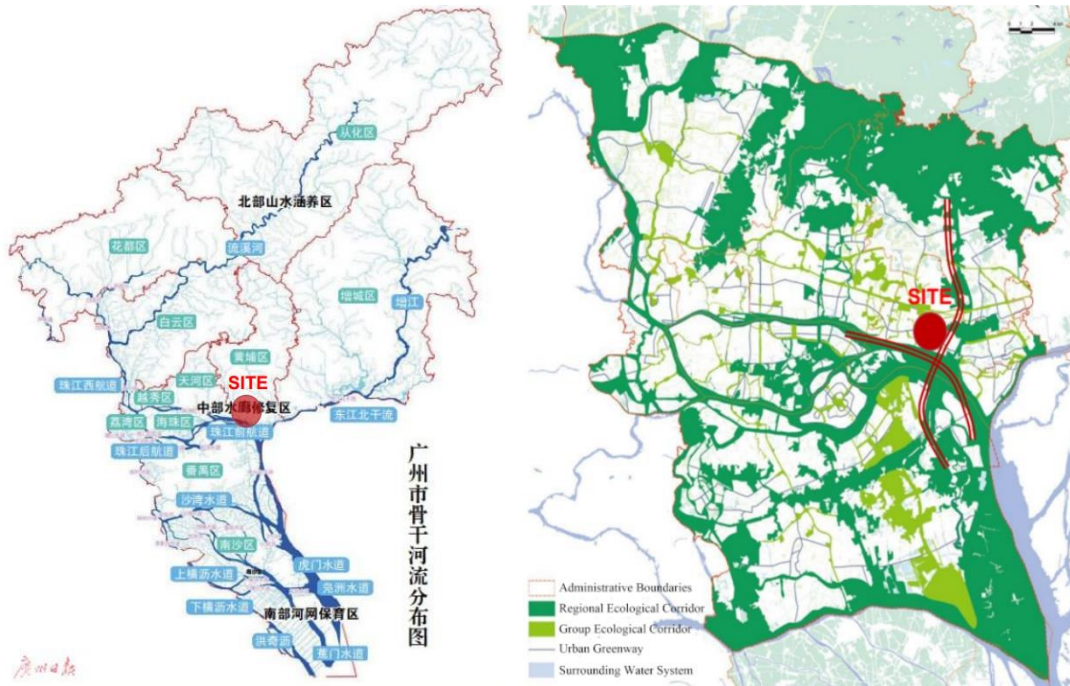 从化区
北部山水涵养区
花都区
流溪河
增城区
增江
白云区
黄埔区
天河区
SITE
珠江西航道
越秀区
中部水廊修复区
荔湾区
海珠区
东江北干流
珠江前航道
珠江后航道
番禺区
沙湾水道
南沙区
虎门水道
上横沥水道
凫洲水道
下横沥水道
南部河网保育区
洪奇沥
蕉门水道
广州市骨干河流分布图
广州日报
SITE
Administrative Boundaries
Regional Ecological Corridor
Group Ecological Corridor
Urban Greenway
Surrounding Water System